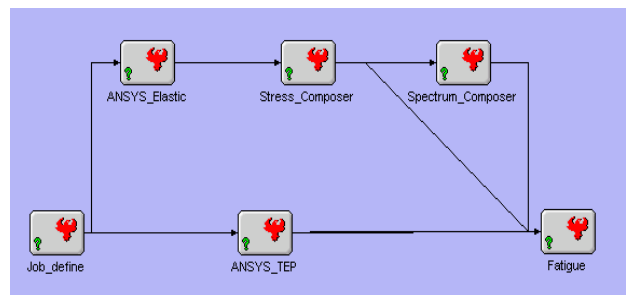 ANSYS_Elastic
Stress_Composer
Spectrum_Composer
Job_define
ANSYS_TEP
Fatigue